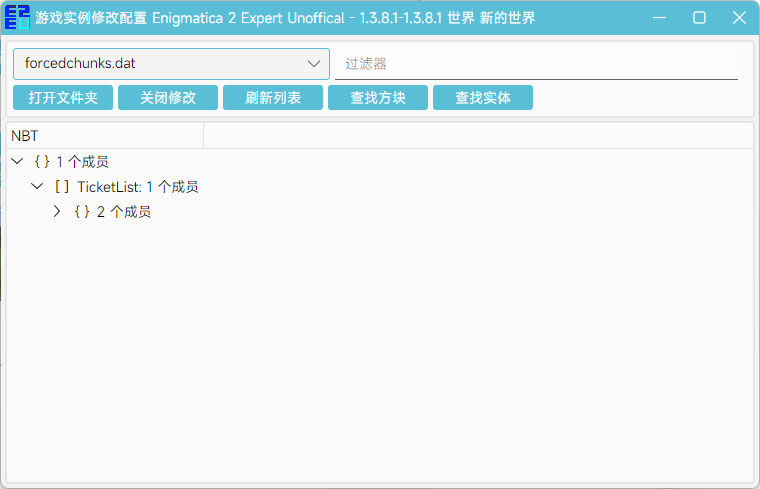 游戏实例修改配置 Enigmatica 2 Expert Unoffical - 1.3.8.1-1.3.8.1 世界 新的世界
forcedchunks.dat 过滤器
打开文件夹 关闭修改 刷新列表 查找方块 查找实体
NBT
{ } 1 个成员
[ ] TicketList: 1 个成员
{ } 2 个成员